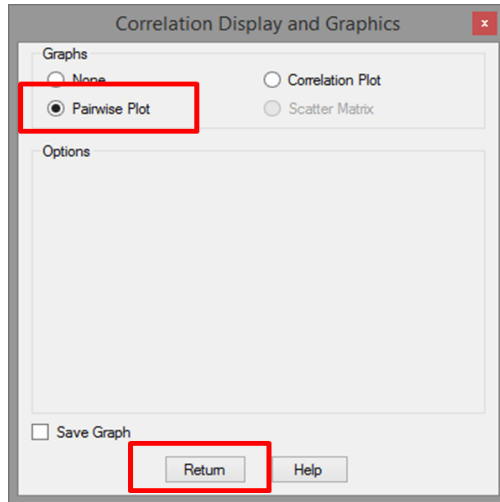 Correlation Display and Graphics
x
Graphs
None
Correlation Plot
Pairwise Plot
Scatter Matrix
Options
Save Graph
Return
Help